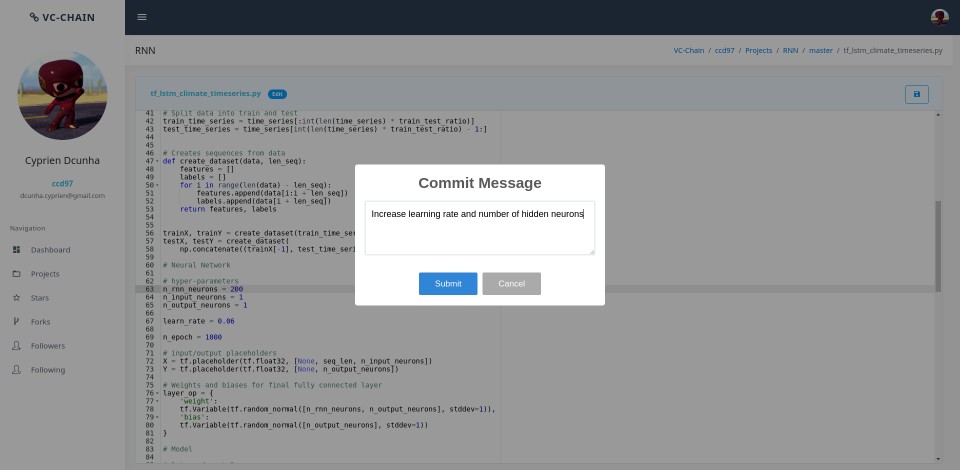 VC-CHAIN
RNN
VC-Chain / ccd97 / Projects / RNN / master / tf_lstm_climate_timeseries.py
Cyprien Dcunha
ccd97
dcunha.cyprien@gmail.com
Navigation
Dashboard
Projects
Stars
Forks
Followers
Following
tf_lstm_climate_timeseries.py Edit
41 # Split data into train and test
42 train_time_series = time_series[:int(len(time_series) * train_test_ratio)]
43 test_time_series = time_series[int(len(time_series) * train_test_ratio) - 1:]
44
45
46 # Creates sequences from data
47 def create_dataset(data, len_seq):
48 features = []
49 labels = []
50 for i in range(len(data) - len_seq):
51 features.append(data[i:i + len_seq])
52 labels.append(data[i + len_seq])
53 return features, labels
54
55
56 trainX, trainY = create_dataset(train_time_ser
57 testX, testY = create_dataset(
58 np.concatenate((trainX[-1], test_time_ser
59
60 # Neural Network
61
62 # hyper-parameters
63 n_rnn_neurons = 200
64 n_input_neurons = 1
65 n_output_neurons = 1
66
67 learn_rate = 0.06
68
69 n_epoch = 1000
70
71 # input/output placeholders
72 X = tf.placeholder(tf.float32, [None, seq_len, n_input_neurons])
73 Y = tf.placeholder(tf.float32, [None, n_output_neurons])
74
75 # Weights and biases for final fully connected layer
76 layer_op = {
77 'weight':
78 tf.Variable(tf.random_normal([n_rnn_neurons, n_output_neurons], stddev=1)),
79 'bias':
80 tf.Variable(tf.random_normal([n_output_neurons], stddev=1))
81 }
82
83 # Model
84
Commit Message
Increase learning rate and number of hidden neurons
Submit Cancel